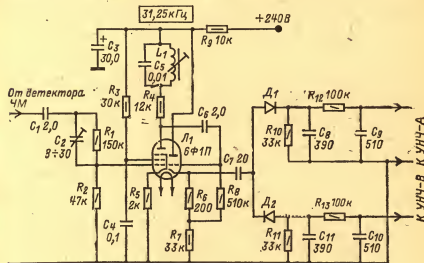 31,25кГц
+240В
R9 10к
C3
30,0
L1
C5
0,01
R3
30к
R4
12к
C6 2,0
Л1
6Ф1П
От детектора
ЧМ
C1 2,0
C2
8÷30
R1
150к
R2
47к
C4
0,1
R5
2к
R6
200
R7
33к
R8
510к
C7 20
Д1
R12 100к
R10
33к
C8
390
C9
510
К УНЧ-А
Д2
R13 100к
R11
33к
C11
390
C10
510
К УНЧ-В